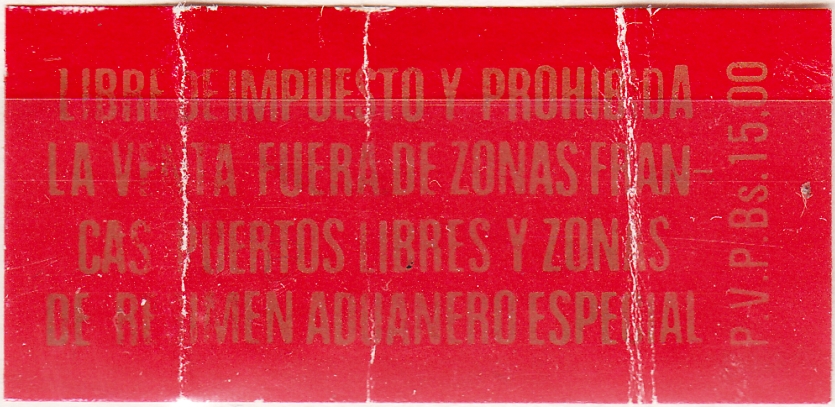 LIBRE DE IMPUESTO Y PROHIBIDA
LA VENTA FUERA DE ZONAS FRAN-
CAS PUERTOS LIBRES Y ZONAS
DE REGIMEN ADUANERO ESPECIAL
P.V.P.Bs.15,00